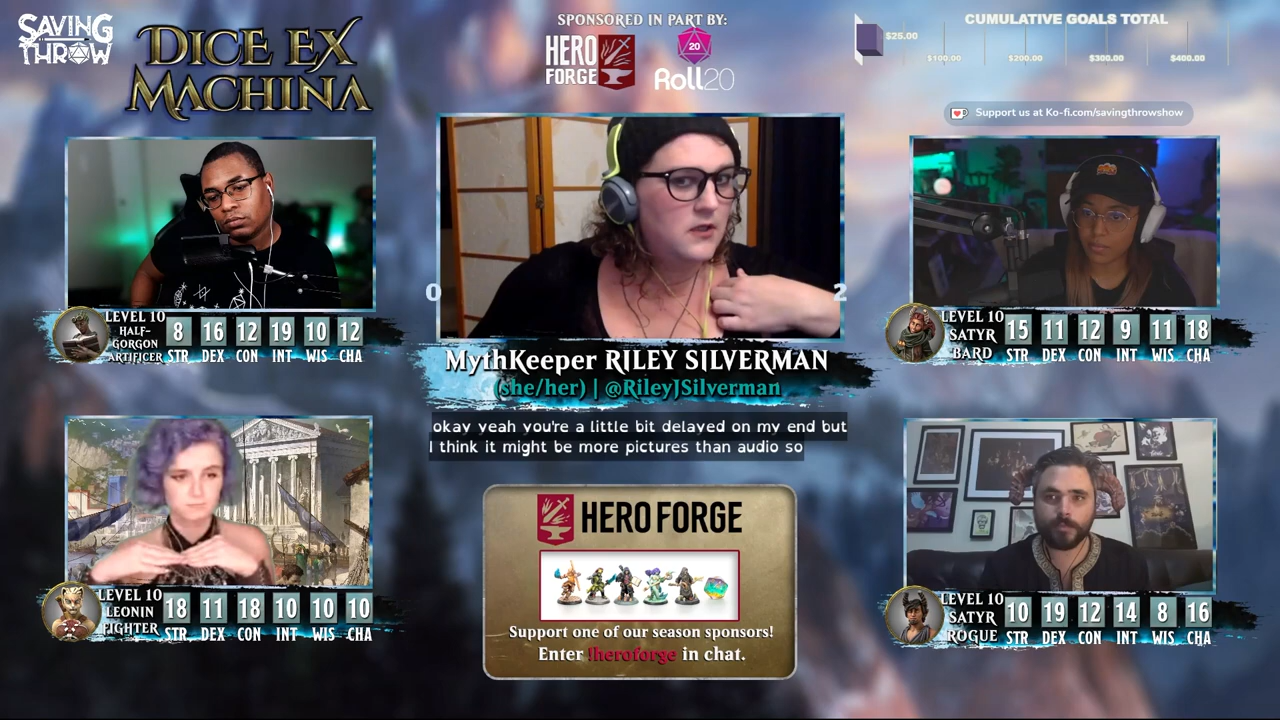 SAVING
THROW
DICE EX
MACHINA
SPONSORED IN PART BY:
HERO
FORGE
20
Roll20
CUMULATIVE GOALS TOTAL
$25.00
$100.00 $200.00 $300.00 $400.00
Support us at Ko-fi.com/savingthrowshow
0
2
LEVEL 10
HALF-
GORGON
ARTIFICER
8 16 12 19 10 12
STR DEX CON INT WIS CHA
MythKeeper RILEY SILVERMAN
(she/her) | @RileyJSilverman
LEVEL 10
SATYR
BARD
15 11 12 9 11 18
STR DEX CON INT WIS CHA
okay yeah you're a little bit delayed on my end but
I think it might be more pictures than audio so
LEVEL 10
LEONIN
FIGHTER
18 11 18 10 10 10
STR DEX CON INT WIS CHA
HERO FORGE
Support one of our season sponsors!
Enter !heroforge in chat.
LEVEL 10
SATYR
ROGUE
10 19 12 14 8 16
STR DEX CON INT WIS CHA